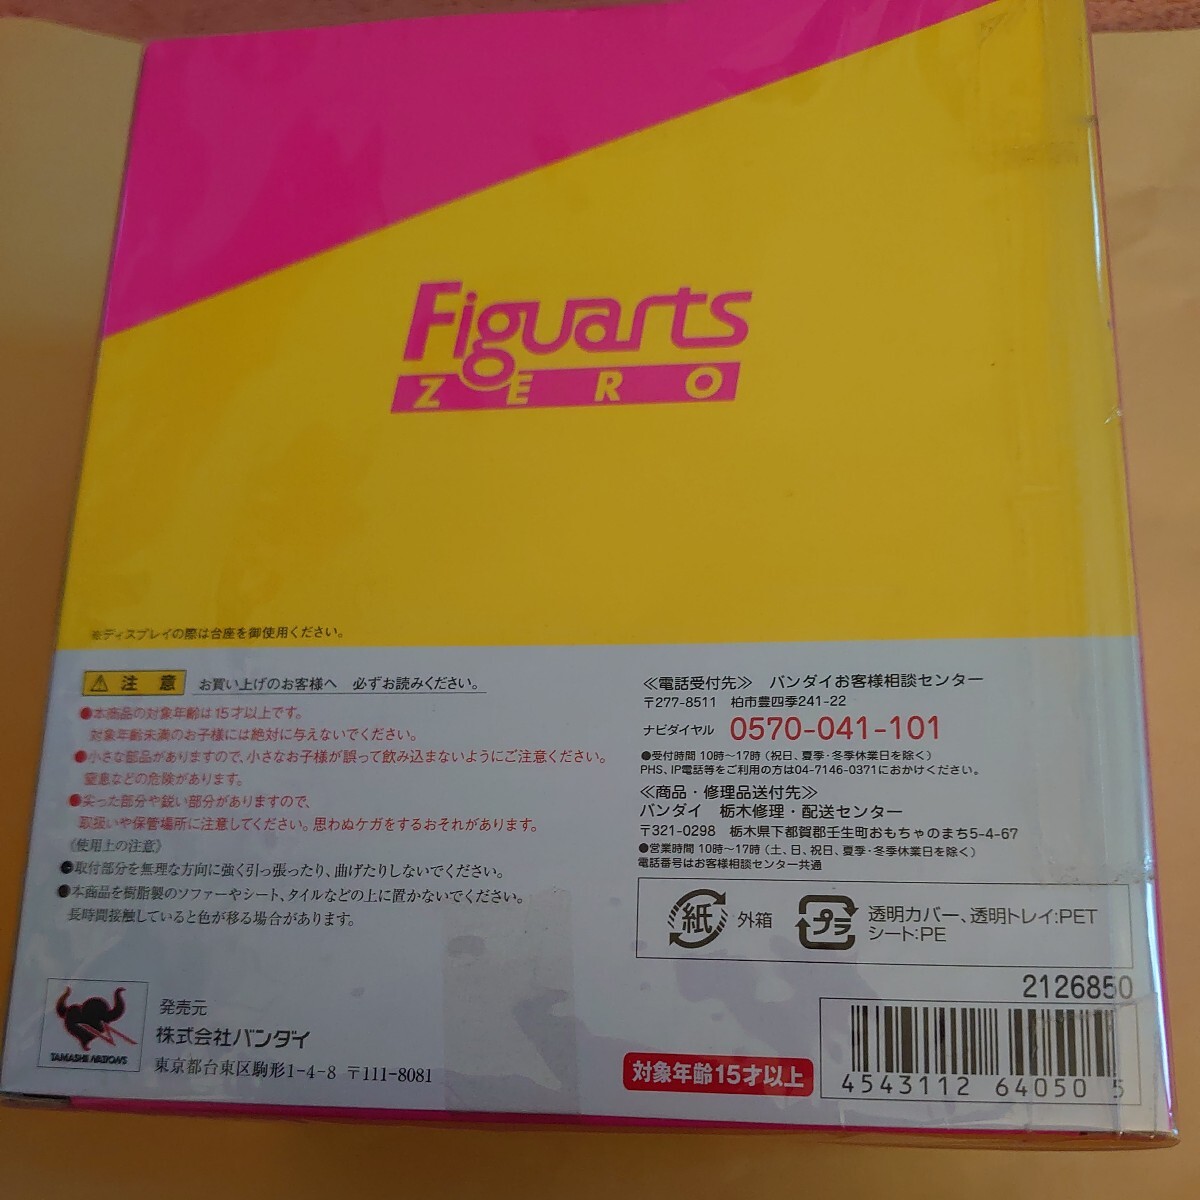 Figuarts
ZERO
※ディスプレイの際は台座を御使用ください。
注 意 お買い上げのお客様へ 必ずお読みください。
●本商品の対象年齢は15才以上です。
対象年齢未満のお子様には絶対に与えないでください。
●小さな部品がありますので、小さなお子様が誤って飲み込まないようにご注意ください。
窒息などの危険があります。
●尖った部分や鋭い部分がありますので、
取扱いや保管場所に注意してください。思わぬケガをするおそれがあります。
《使用上の注意》
●取付部分を無理な方向に強く引っ張ったり、曲げたりしないでください。
●本商品を樹脂製のソファーやシート、タイルなどの上に置かないでください。
長時間接触していると色が移る場合があります。
TAMASHII NATIONS
発売元
株式会社バンダイ
東京都台東区駒形1-4-8 〒111-8081
≪電話受付先≫ バンダイお客様相談センター
〒277-8511 柏市豊四季241-22
ナビダイヤル 0570-041-101
●受付時間 10時〜17時 (祝日、夏季・冬季休業日を除く)
PHS、IP電話等をご利用の方は04-7146-0371におかけください。
≪商品・修理品送付先≫
バンダイ 栃木修理・配送センター
〒321-0298 栃木県下都賀郡壬生町おもちゃのまち5-4-67
●営業時間 10時〜17時 (土、日、祝日、夏季・冬季休業日を除く)
電話番号はお客様相談センター共通
紙 外箱 プラ 透明カバー、透明トレイ:PET
シート:PE
2126850
対象年齢15才以上
4543112 640505